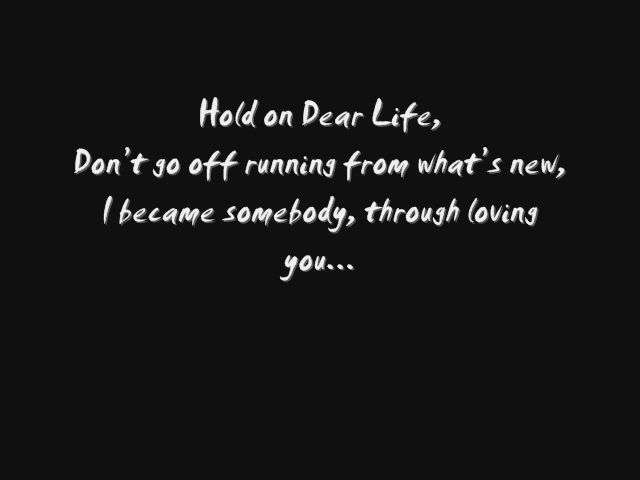 Hold on Dear Life,
Don't go off running from what's new,
I became somebody, through loving
you...